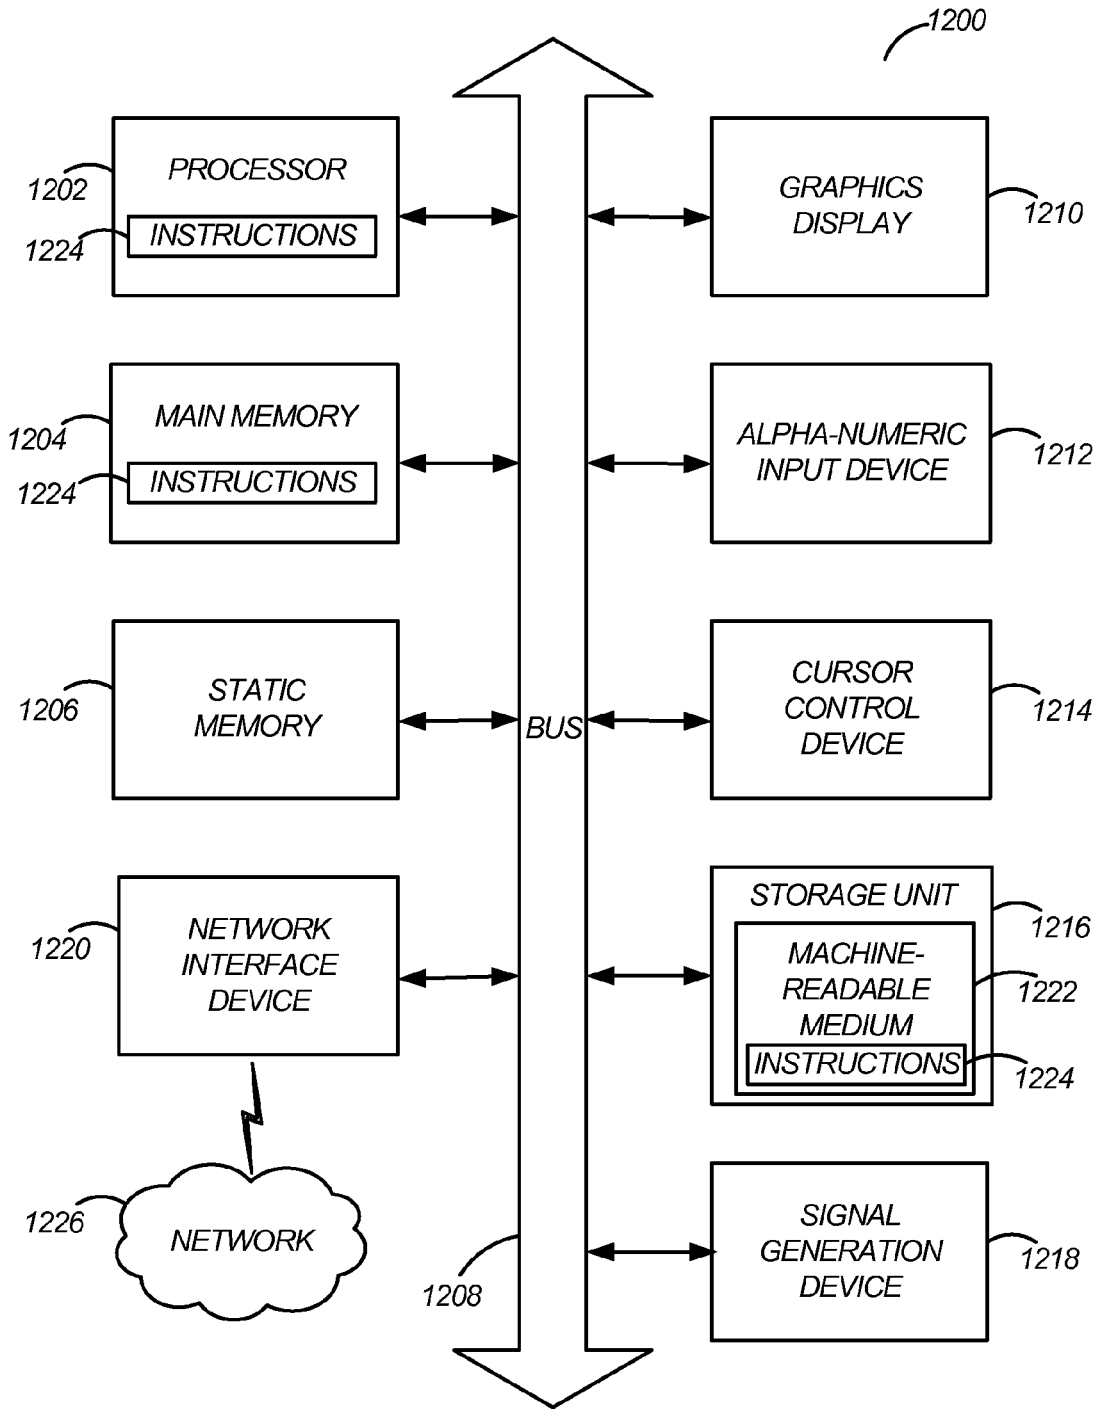 1200
PROCESSOR
1202
INSTRUCTIONS
1224
GRAPHICS
DISPLAY
1210
MAIN MEMORY
1204
INSTRUCTIONS
1224
ALPHA-NUMERIC
INPUT DEVICE
1212
STATIC
MEMORY
1206
BUS
CURSOR
CONTROL
DEVICE
1214
NETWORK
INTERFACE
DEVICE
1220
STORAGE UNIT
1216
MACHINE-
READABLE
MEDIUM
1222
INSTRUCTIONS
1224
NETWORK
1226
1208
SIGNAL
GENERATION
DEVICE
1218